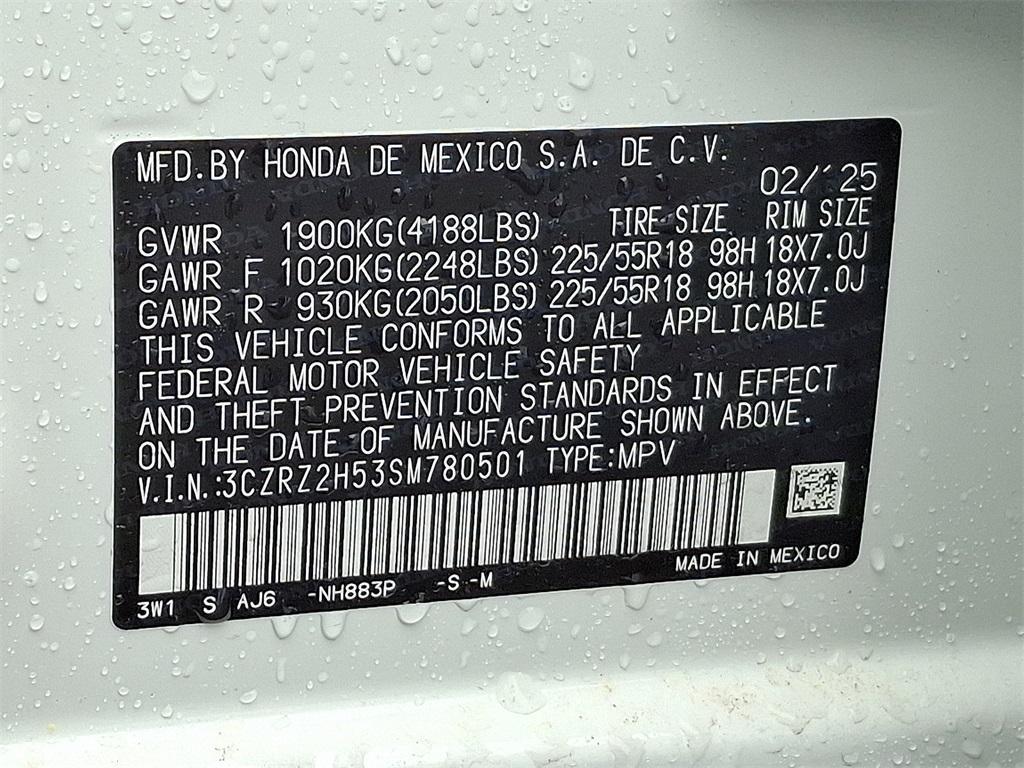 MFD. BY HONDA DE MEXICO S.A. DE C.V.
02/'25
GVWR 1900KG(4188LBS) TIRE SIZE RIM SIZE
GAWR F 1020KG(2248LBS) 225/55R18 98H 18X7.0J
GAWR R 930KG(2050LBS) 225/55R18 98H 18X7.0J
THIS VEHICLE CONFORMS TO ALL APPLICABLE
FEDERAL MOTOR VEHICLE SAFETY
AND THEFT PREVENTION STANDARDS IN EFFECT
ON THE DATE OF MANUFACTURE SHOWN ABOVE.
V.I.N.:3CZRZ2H53SM780501 TYPE:MPV
MADE IN MEXICO
3W1 S AJ6 -NH883P -S -M